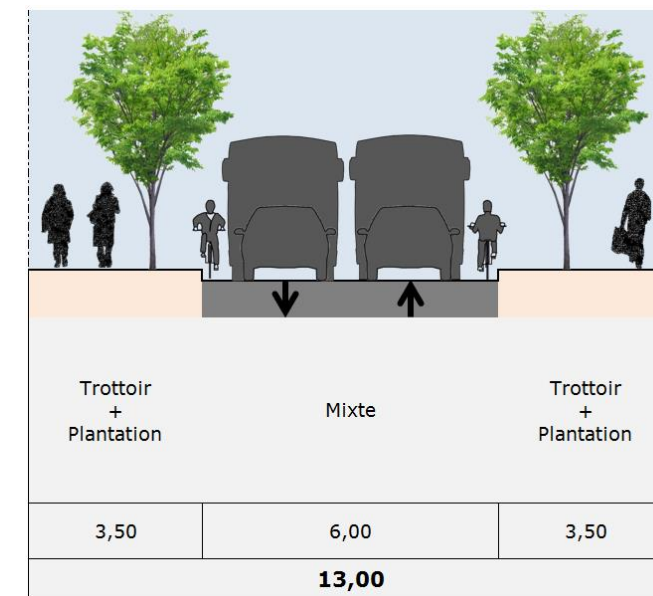 Trottoir
+
Plantation
Mixte
Trottoir
+
Plantation
3,50
6,00
3,50
13,00